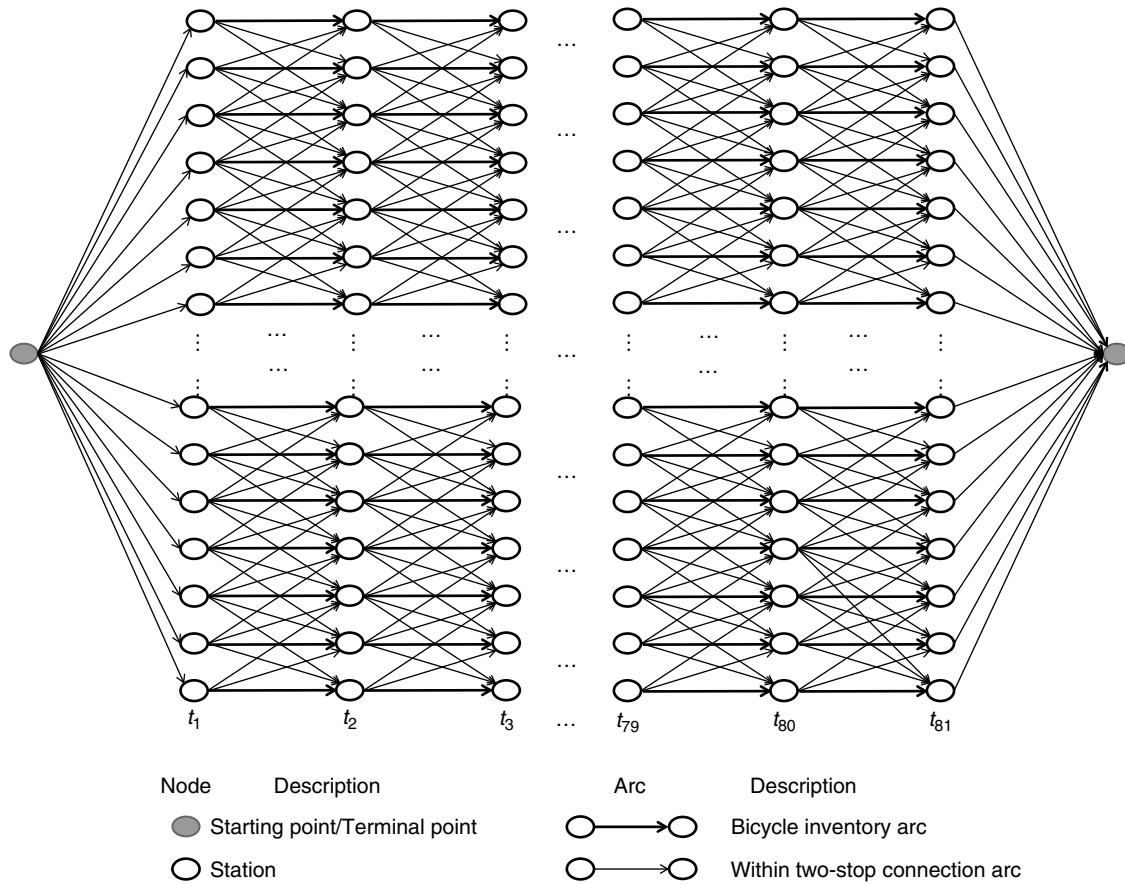 ...
...
...
... ... ... ...
⋮ ⋮ ⋮ ... ⋮ ⋮ ⋮
... ... ... ...
⋮ ⋮ ⋮ ⋮ ⋮ ⋮
...
...
...
t1 t2 t3 ... t79 t80 t81
Node Description Arc Description
Starting point/Terminal point Bicycle inventory arc
Station Within two-stop connection arc